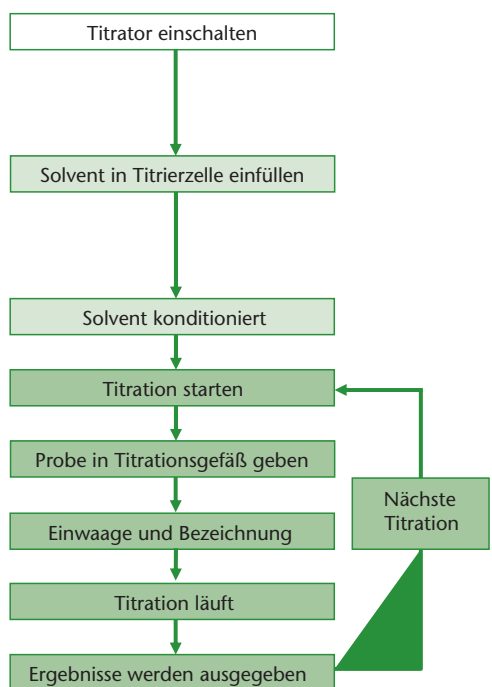 Titrator einschalten
Solvent in Titrierzelle einfüllen
Solvent konditioniert
Titration starten
Probe in Titrationsgefäß geben
Einwaage und Bezeichnung
Titration läuft
Ergebnisse werden ausgegeben
Nächste
Titration